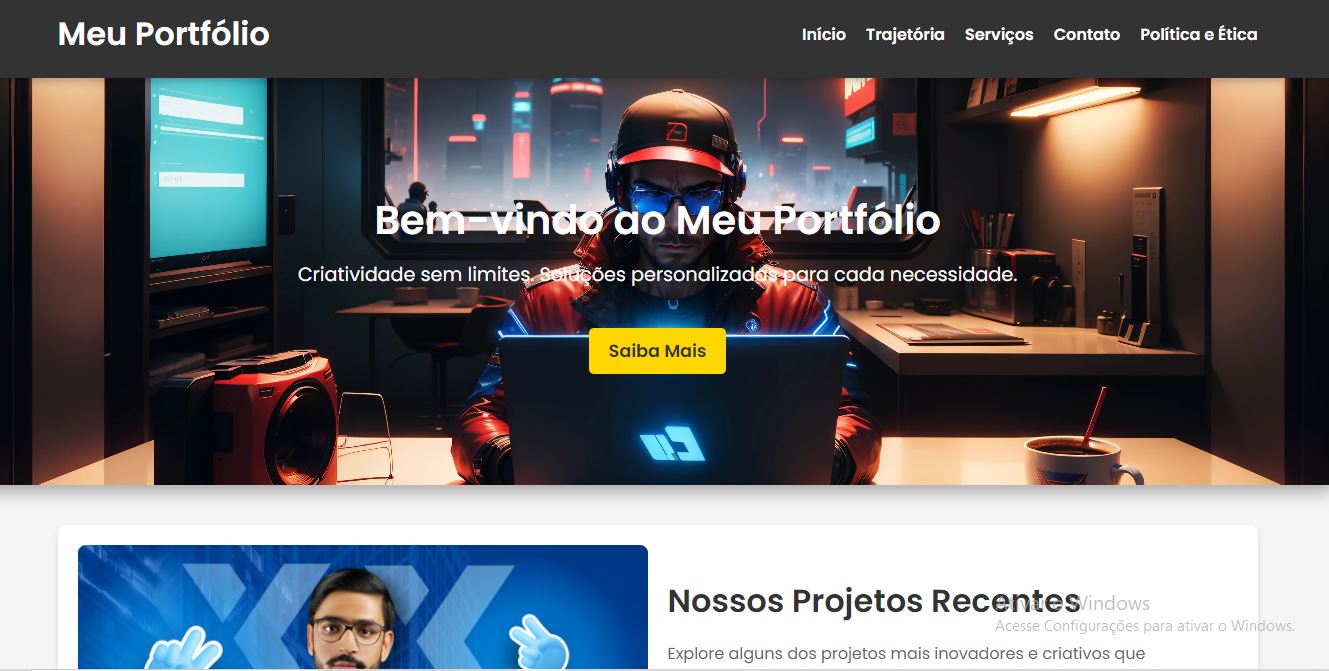 Meu Portfólio
Início Trajetória Serviços Contato Política e Ética
Bem-vindo ao Meu Portfólio
Criatividade sem limites. Soluções personalizadas para cada necessidade.
Saiba Mais
Nossos Projetos Recentes
Ativar o Windows
Acesse Configurações para ativar o Windows.
Explore alguns dos projetos mais inovadores e criativos que